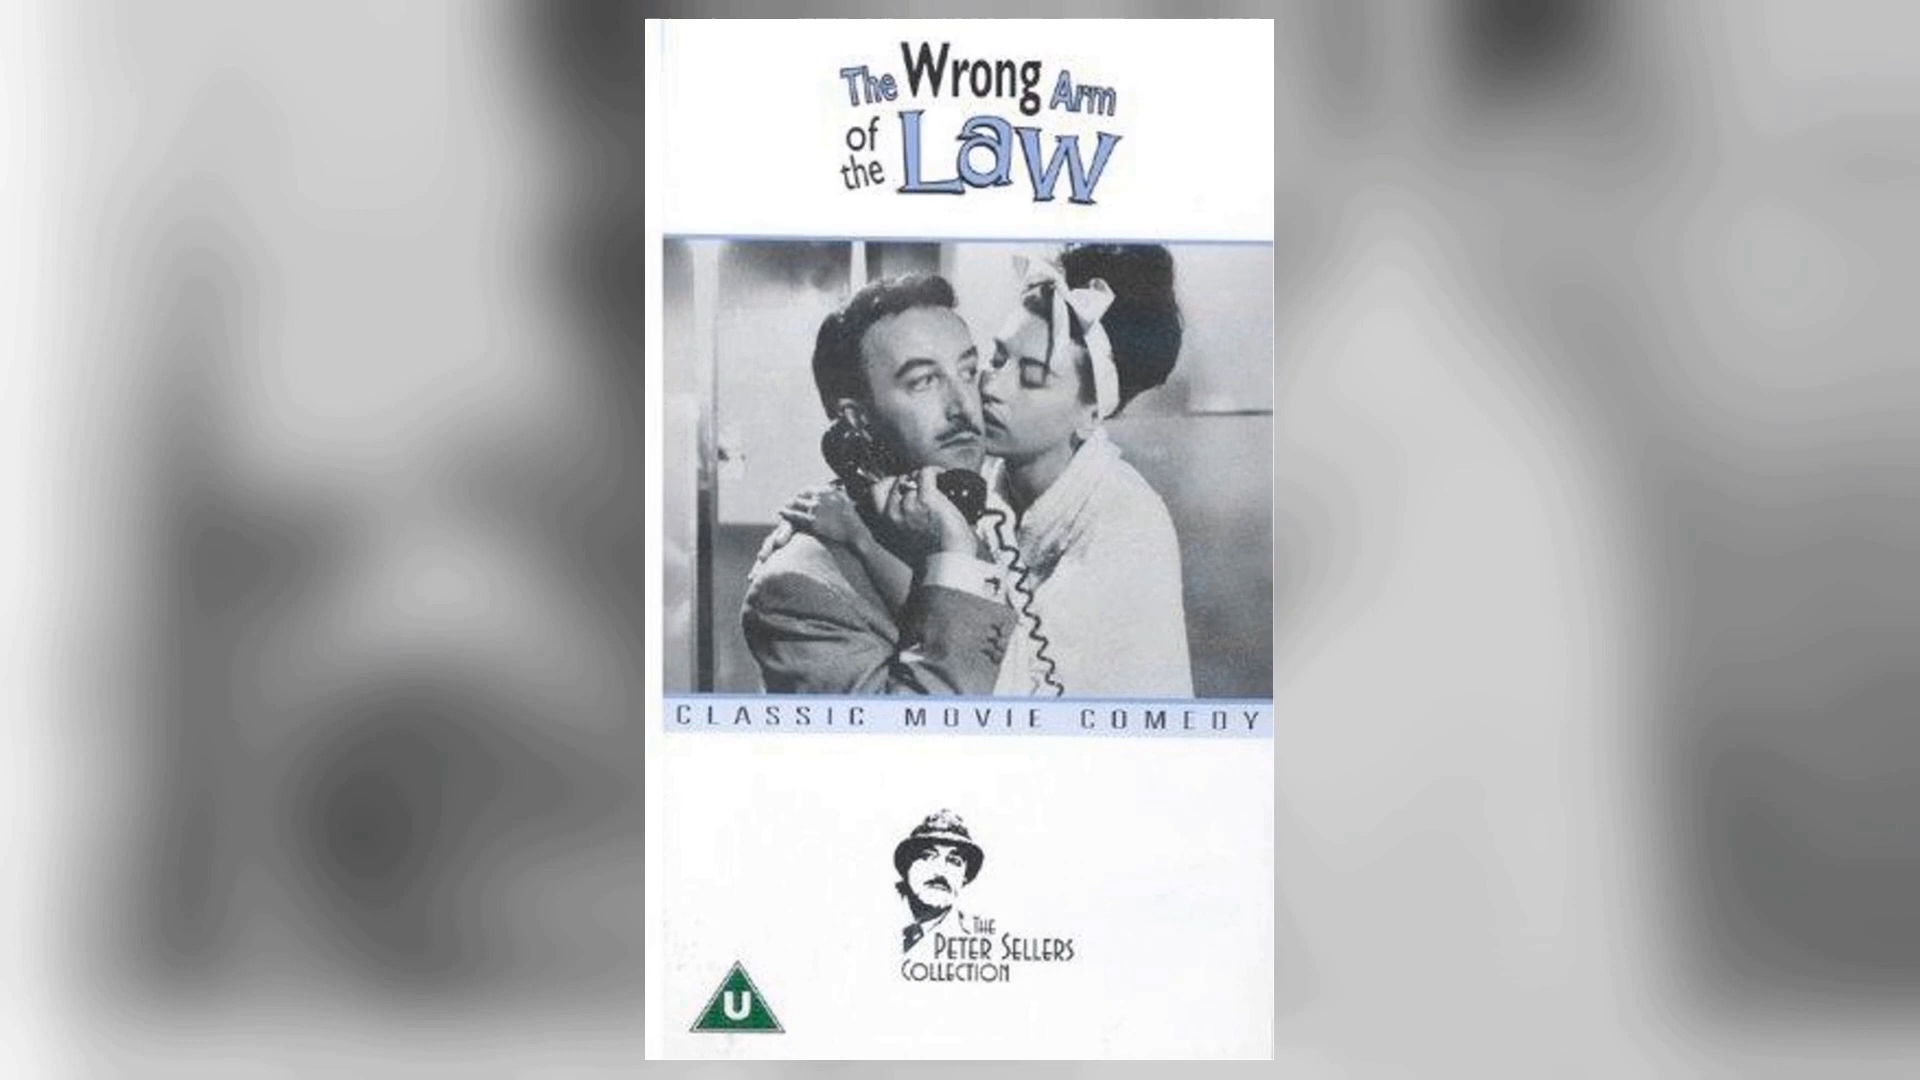 The Wrong Arm
of the Law
CLASSIC MOVIE COMEDY
THE
PETER SELLERS
COLLECTION
U